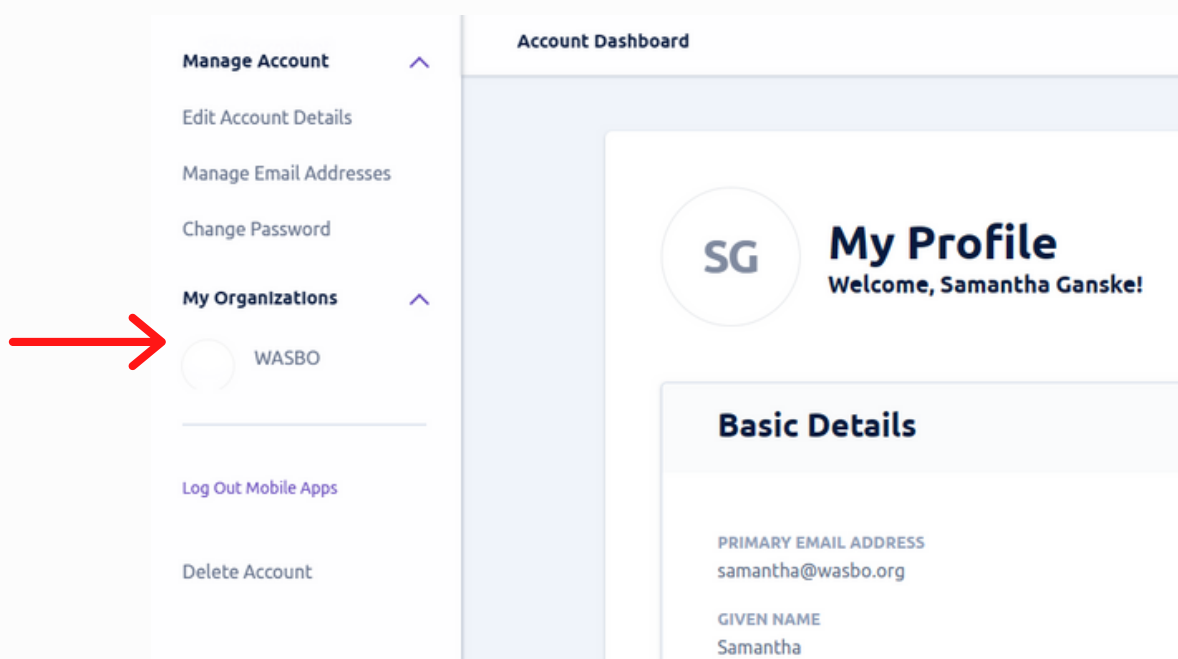 Manage Account
Edit Account Details
Manage Email Addresses
Change Password
My Organizations
WASBO
Log Out Mobile Apps
Delete Account
Account Dashboard
SG
My Profile
Welcome, Samantha Ganske!
Basic Details
PRIMARY EMAIL ADDRESS
samantha@wasbo.org
GIVEN NAME
Samantha